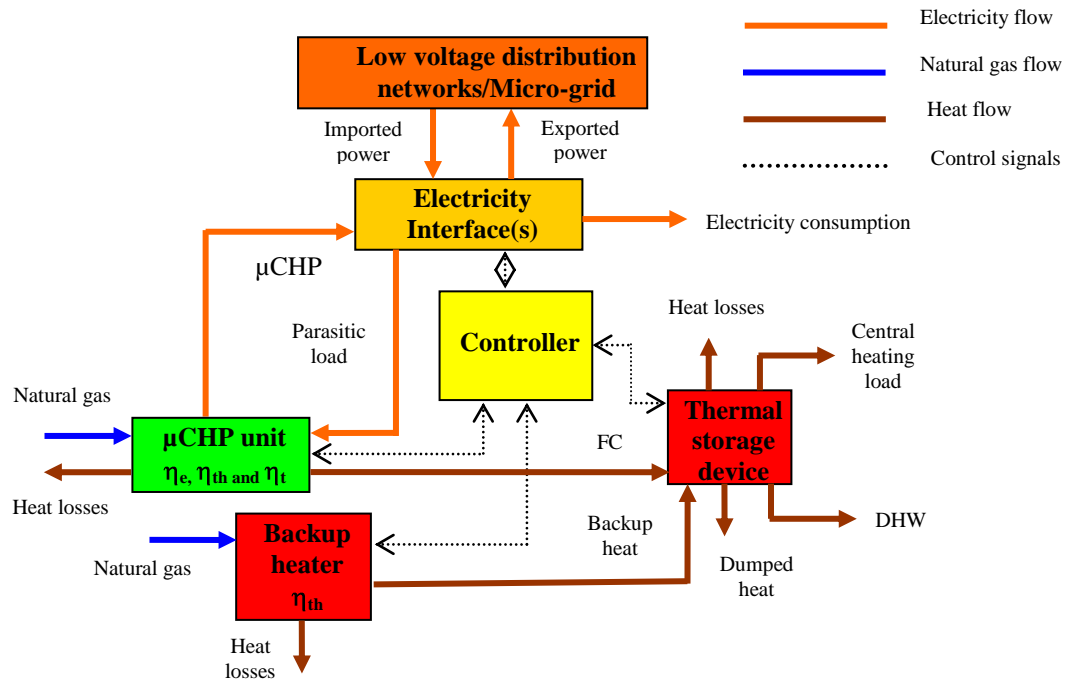 Electricity flow
Low voltage distribution
networks/Micro-grid
Natural gas flow
Heat flow
Imported
power
Exported
power
Control signals
Electricity
Interface(s)
Electricity consumption
μCHP
Parasitic
load
Controller
Heat losses
Central
heating
load
Natural gas
μCHP unit
ηe, ηth and ηt
FC
Thermal
storage
device
Heat losses
Backup
heater
ηth
Backup
heat
DHW
Natural gas
Dumped
heat
Heat
losses